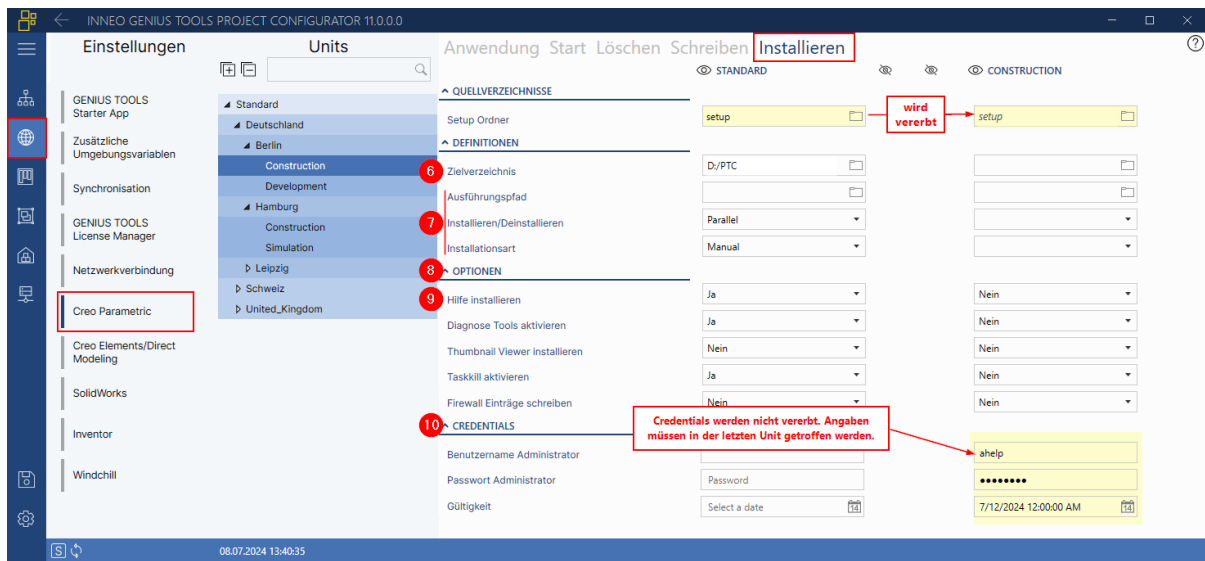 INNEO GENIUS TOOLS PROJECT CONFIGURATOR 11.0.0.0
Einstellungen
GENIUS TOOLS
Starter App
Zusätzliche
Umgebungsvariablen
Synchronisation
GENIUS TOOLS
License Manager
Netzwerkverbindung
Creo Parametric
Creo Elements/Direct
Modeling
SolidWorks
Inventor
Windchill
Units
Standard
Deutschland
Berlin
Construction
Development
Hamburg
Construction
Simulation
Leipzig
Schweiz
United_Kingdom
Anwendung Start Löschen Schreiben Installieren
STANDARD CONSTRUCTION
QUELLVERZEICHNISSE
Setup Ordner setup wird vererbt setup
DEFINITIONEN
6 Zielverzeichnis D:/PTC
Ausführungspfad
7 Installieren/Deinstallieren Parallel
Installationsart Manual
8 OPTIONEN
9 Hilfe installieren Ja Nein
Diagnose Tools aktivieren Ja Nein
Thumbnail Viewer installieren Nein Nein
Taskkill aktivieren Ja Nein
Firewall Einträge schreiben Nein Nein
10 CREDENTIALS
Credentials werden nicht vererbt. Angaben
müssen in der letzten Unit getroffen werden.
Benutzername Administrator ahelp
Passwort Administrator Password ●●●●●●●●
Gültigkeit Select a date 14 7/12/2024 12:00:00 AM 14
S 08.07.2024 13:40:35